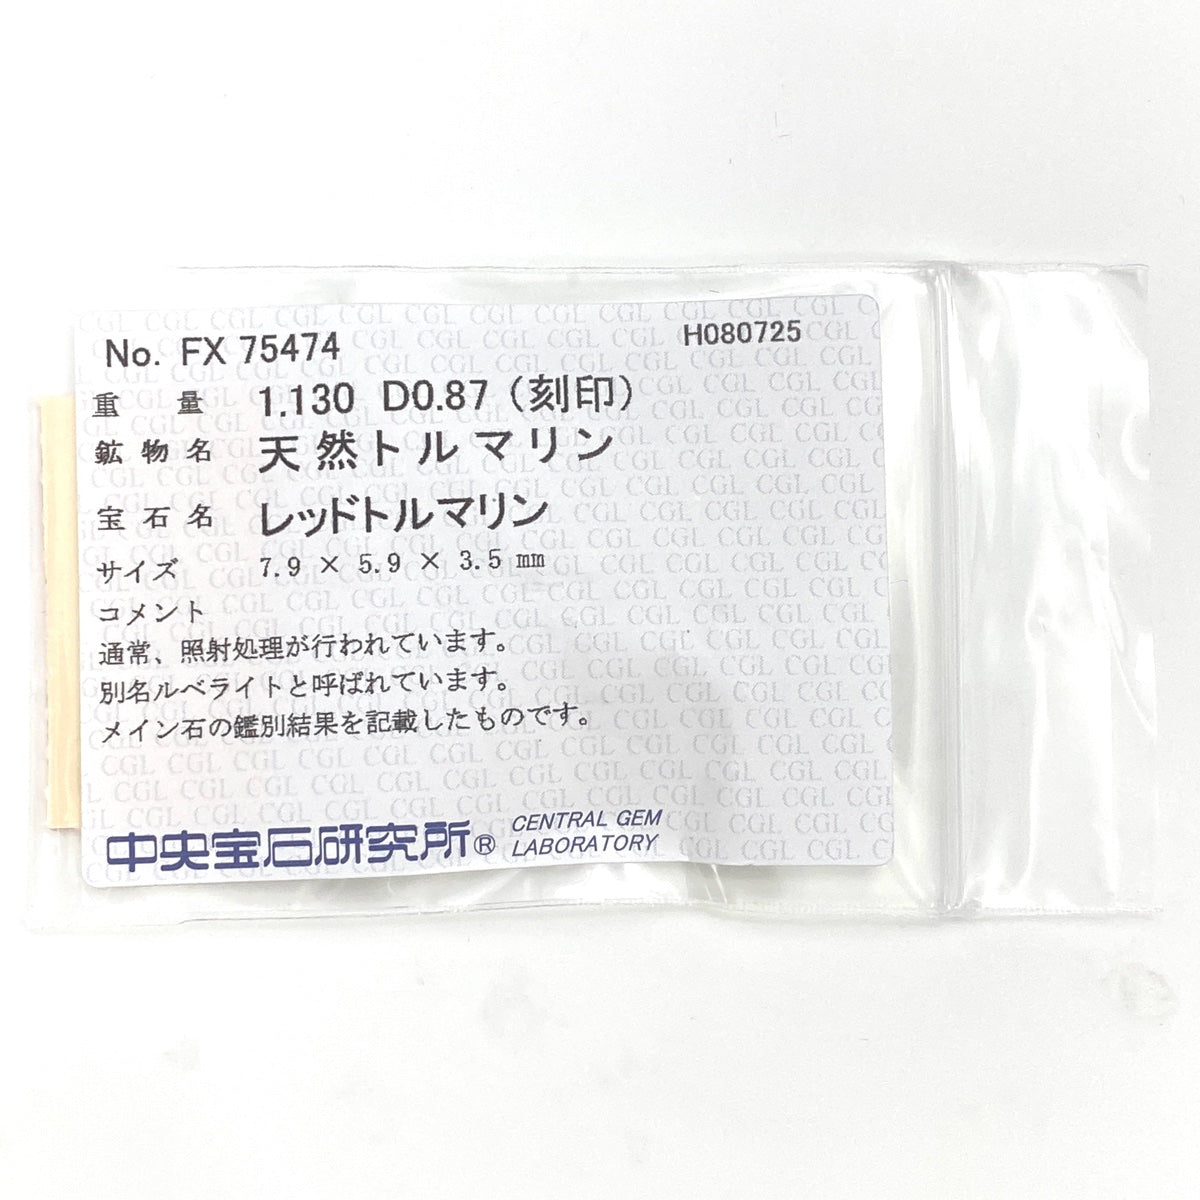 No. FX 75474 H080725
重量 1.130 D0.87 (刻印)
鉱物名 天然トルマリン
宝石名 レッドトルマリン
サイズ 7.9 × 5.9 × 3.5 mm
コメント
通常、照射処理が行われています。
別名ルベライトと呼ばれています。
メイン石の鑑別結果を記載したものです。
中央宝石研究所® CENTRAL GEM
LABORATORY